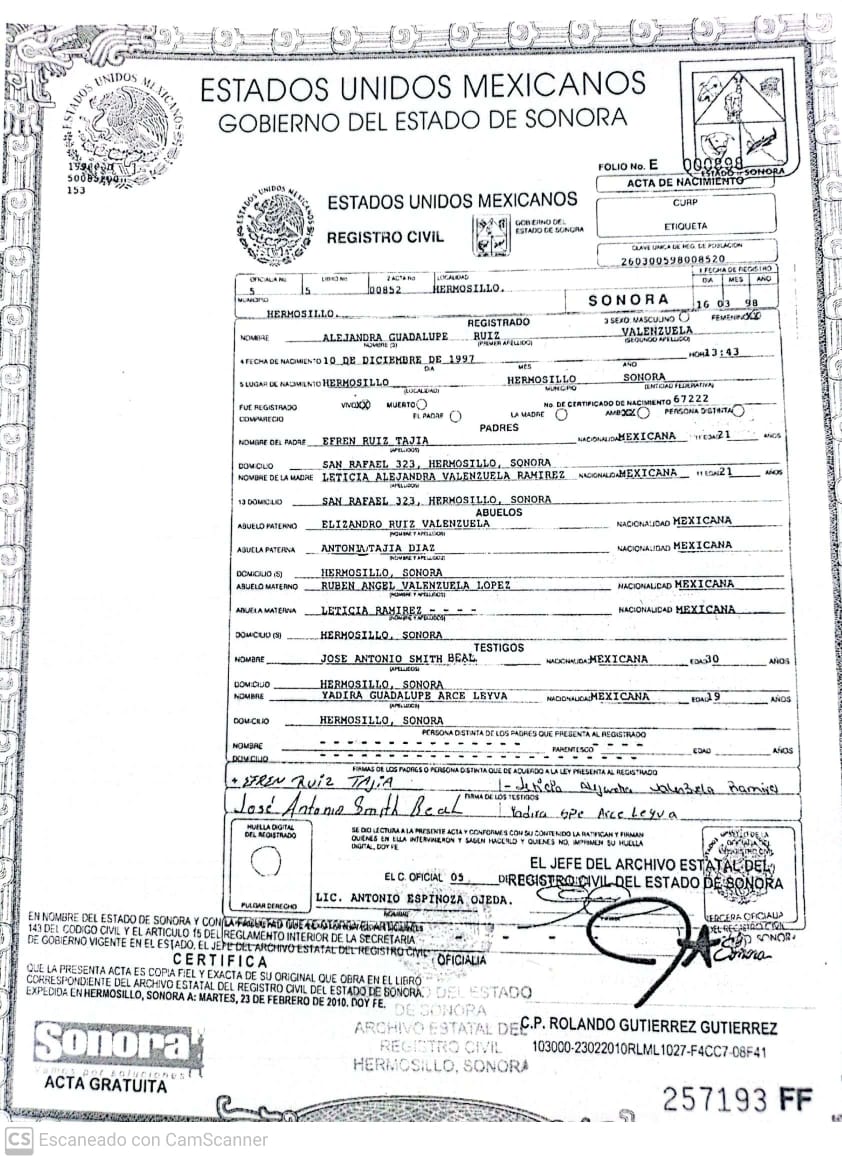 ESTADOS UNIDOS MEXICANOS
GOBIERNO DEL ESTADO DE SONORA
ESTADOS UNIDOS MEXICANOS
153
FOLIO No. E 000898
ESTADO DE SONORA
ACTA DE NACIMIENTO
ESTADOS UNIDOS MEXICANOS
REGISTRO CIVIL
GOBIERNO DEL
ESTADO DE SONORA
CURP
ETIQUETA
CLAVE UNICA DE REG. DE POBLACION
260300598008520
OFICIALIA No. LIBRO No. 2 ACTA No. LOCALIDAD 1 FECHA DE REGISTRO
5 5 00852 HERMOSILLO. DIA MES AÑO
MUNICIPIO HERMOSILLO. SONORA 16 03 98
REGISTRADO 3 SEXO MASCULINO FEMENINO XX
NOMBRE ALEJANDRA GUADALUPE RUIZ VALENZUELA
NOMBRE (S) (PRIMER APELLIDO) (SEGUNDO APELLIDO)
4 FECHA DE NACIMIENTO 10 DE DICIEMBRE DE 1997 HORA 13:43
DIA MES AÑO
5 LUGAR DE NACIMIENTO HERMOSILLO HERMOSILLO SONORA
(LOCALIDAD) MUNICIPIO (ENTIDAD FEDERATIVA)
FUE REGISTRADO VIVO XX MUERTO No. DE CERTIFICADO DE NACIMIENTO 67222
COMPARECIO EL PADRE LA MADRE AMB XX PERSONA DISTINTA
PADRES
NOMBRE DEL PADRE EFREN RUIZ TAJIA NACIONALIDAD MEXICANA 11 EDAD 21 AÑOS
(APELLIDOS)
DOMICILIO SAN RAFAEL 323, HERMOSILLO, SONORA
NOMBRE DE LA MADRE LETICIA ALEJANDRA VALENZUELA RAMIREZ NACIONALIDAD MEXICANA 11 EDAD 21 AÑOS
(APELLIDOS)
13 DOMICILIO SAN RAFAEL 323, HERMOSILLO, SONORA
ABUELOS
ABUELO PATERNO ELIZANDRO RUIZ VALENZUELA NACIONALIDAD MEXICANA
(NOMBRE Y APELLIDOS)
ABUELA PATERNA ANTONIA TAJIA DIAZ NACIONALIDAD MEXICANA
(NOMBRE Y APELLIDOS)
DOMICILIO (S) HERMOSILLO, SONORA
ABUELO MATERNO RUBEN ANGEL VALENZUELA LOPEZ NACIONALIDAD MEXICANA
(NOMBRE Y APELLIDOS)
ABUELA MATERNA LETICIA RAMIREZ - - - - NACIONALIDAD MEXICANA
(NOMBRE Y APELLIDOS)
DOMICILIO (S) HERMOSILLO, SONORA
TESTIGOS
NOMBRE JOSE ANTONIO SMITH BEAL NACIONALIDAD MEXICANA EDAD 30 AÑOS
(APELLIDOS)
DOMICILIO HERMOSILLO, SONORA
NOMBRE YADIRA GUADALUPE ARCE LEYVA NACIONALIDAD MEXICANA EDAD 19 AÑOS
(APELLIDOS)
DOMICILIO HERMOSILLO, SONORA
PERSONA DISTINTA DE LOS PADRES QUE PRESENTA AL REGISTRADO
NOMBRE - - - - - - - - - - - - - PARENTESCO - - - EDAD AÑOS
DOMICILIO - - - - - - - - - - - - -
FIRMAS DE LOS PADRES O PERSONA DISTINTA QUE DE ACUERDO A LA LEY PRESENTA AL REGISTRADO
EFREN RUIZ TAJIA Leticia Alejandra Valenzuela Ramirez
FIRMA DE LOS TESTIGOS
José Antonio Smith Beal Yadira Gpe Arce Leyva
HUELLA DIGITAL
DEL REGISTRADO
PULGAR DERECHO
SE DIO LECTURA A LA PRESENTE ACTA Y CONFORMES CON SU CONTENIDO LA RATIFICAN Y FIRMAN
QUIENES EN ELLA INTERVINIERON Y SABEN HACERLO Y QUIENES NO, IMPRIMEN SU HUELLA
DIGITAL, DOY FE
EL JEFE DEL ARCHIVO ESTATAL DEL
EL C. OFICIAL 05 REGISTRO CIVIL DEL ESTADO DE SONORA
LIC. ANTONIO ESPINOZA OJEDA.
NOMBRE
TERCERA OFICIALIA
DEL REGISTRO CIVIL
SONORA
EN NOMBRE DEL ESTADO DE SONORA Y CON
143 DEL CODIGO CIVIL Y EL ARTICULO 15 DEL REGLAMENTO INTERIOR DE LA SECRETARIA
DE GOBIERNO VIGENTE EN EL ESTADO, EL JEFE DEL ARCHIVO ESTATAL DEL REGISTRO CIVIL
CERTIFICA OFICIALIA
QUE LA PRESENTE ACTA ES COPIA FIEL Y EXACTA DE SU ORIGINAL QUE OBRA EN EL LIBRO
CORRESPONDIENTE DEL ARCHIVO ESTATAL DEL REGISTRO CIVIL DEL ESTADO DE SONORA,
EXPEDIDA EN HERMOSILLO, SONORA A: MARTES, 23 DE FEBRERO DE 2010. DOY FE.
DEL ESTADO
DE SONORA
ARCHIVO ESTATAL DEL
REGISTRO CIVIL
HERMOSILLO, SONORA
C.P. ROLANDO GUTIERREZ GUTIERREZ
103000-23022010RLML1027-F4CC7-08F41
Sonora
Vamos por soluciones
ACTA GRATUITA
257193 FF
CS Escaneado con CamScanner